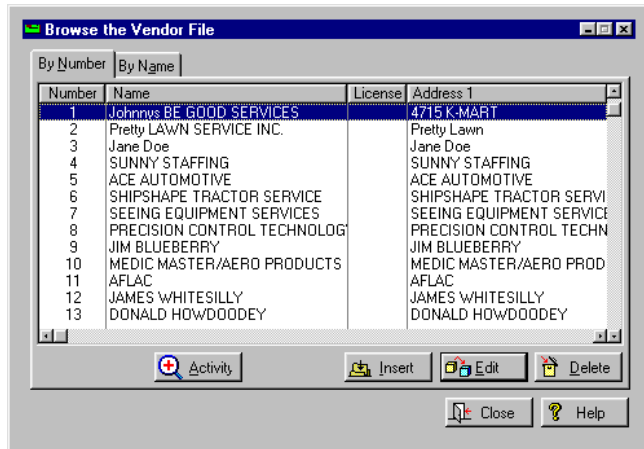 Browse the Vendor File
By Number By Name
Number Name License Address 1
1 Johnnys BE GOOD SERVICES 4715 K-MART
2 Pretty LAWN SERVICE INC. Pretty Lawn
3 Jane Doe Jane Doe
4 SUNNY STAFFING SUNNY STAFFING
5 ACE AUTOMOTIVE ACE AUTOMOTIVE
6 SHIPSHAPE TRACTOR SERVICE SHIPSHAPE TRACTOR SERVI
7 SEEING EQUIPMENT SERVICES SEEING EQUIPMENT SERVICE
8 PRECISION CONTROL TECHNOLOG PRECISION CONTROL TECHN
9 JIM BLUEBERRY JIM BLUEBERRY
10 MEDIC MASTER/AERO PRODUCTS MEDIC MASTER/AERO PROD
11 AFLAC AFLAC
12 JAMES WHITESILLY JAMES WHITESILLY
13 DONALD HOWDOODEY DONALD HOWDOODEY
Activity Insert Edit Delete
Close Help